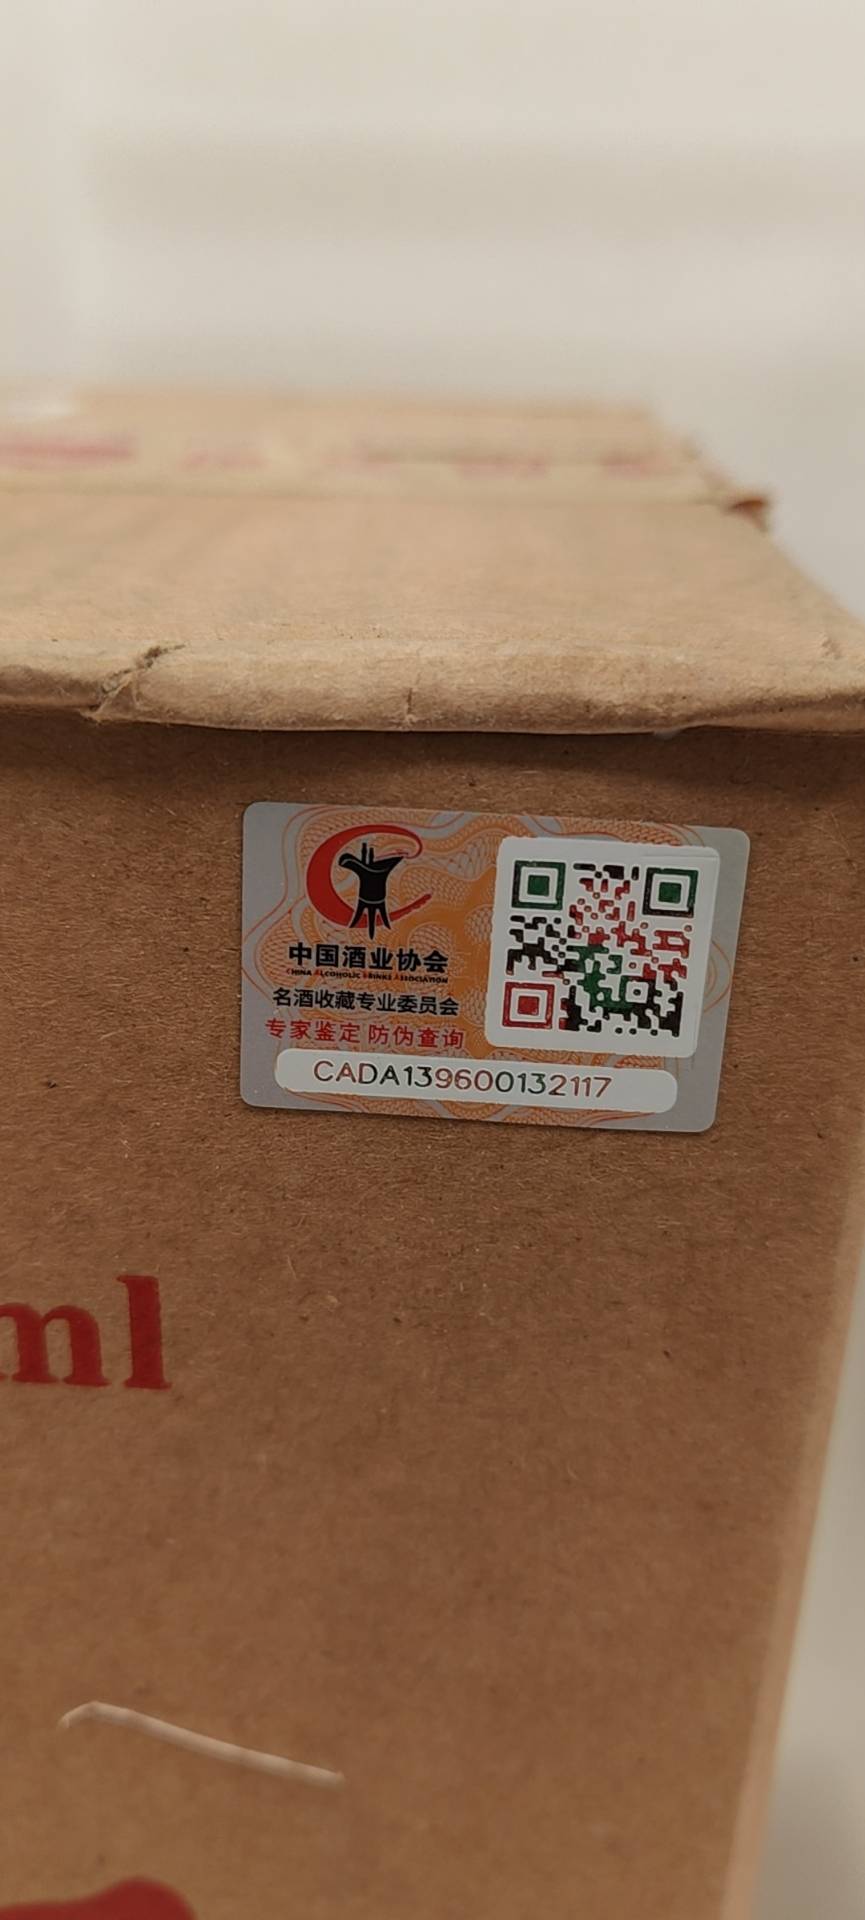 中国酒业协会
CHINA ALCOHOLIC DRINKS ASSOCIATION
名酒收藏专业委员会
专家鉴定 防伪查询
CADA139600132117
ml